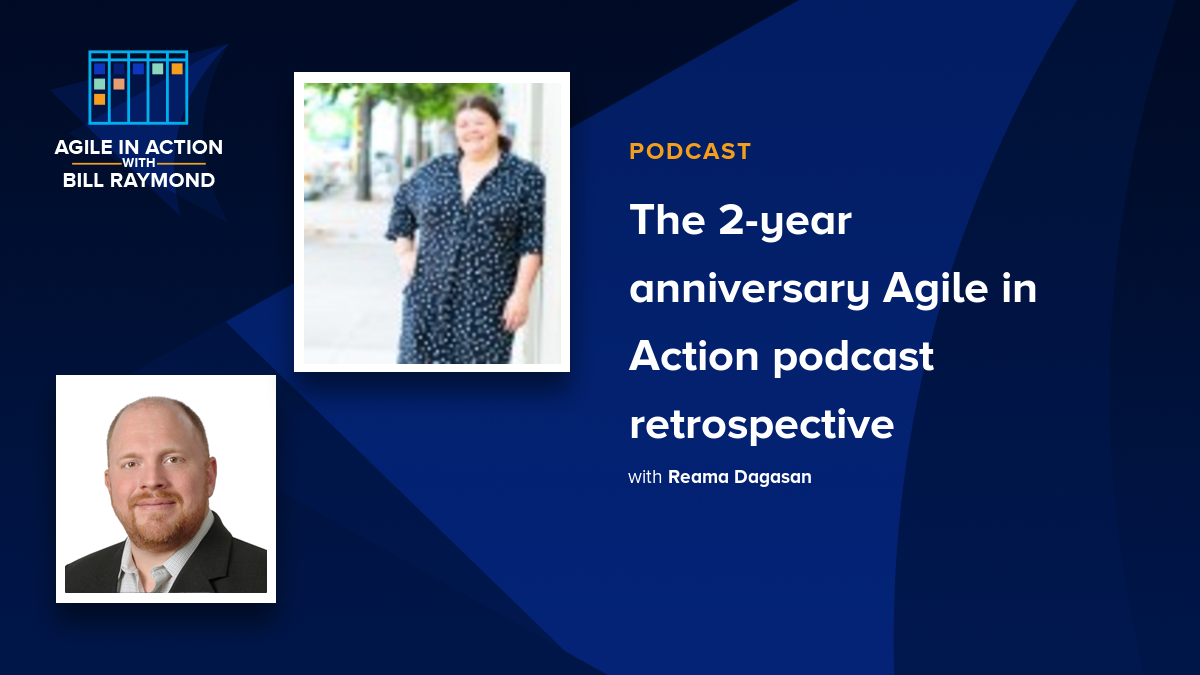 AGILE IN ACTION
WITH
BILL RAYMOND
PODCAST
The 2-year
anniversary Agile in
Action podcast
retrospective
with Reama Dagasan